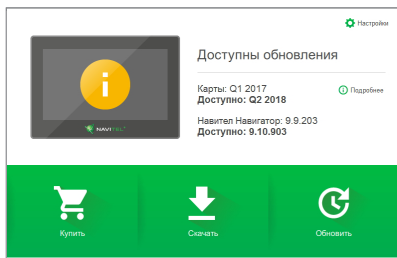 Настройки
Доступны обновления
Карты: Q1 2017
Доступно: Q2 2018
Подробнее
Навител Навигатор: 9.9.203
Доступно: 9.10.903
NAVITEL
Купить
Скачать
Обновить